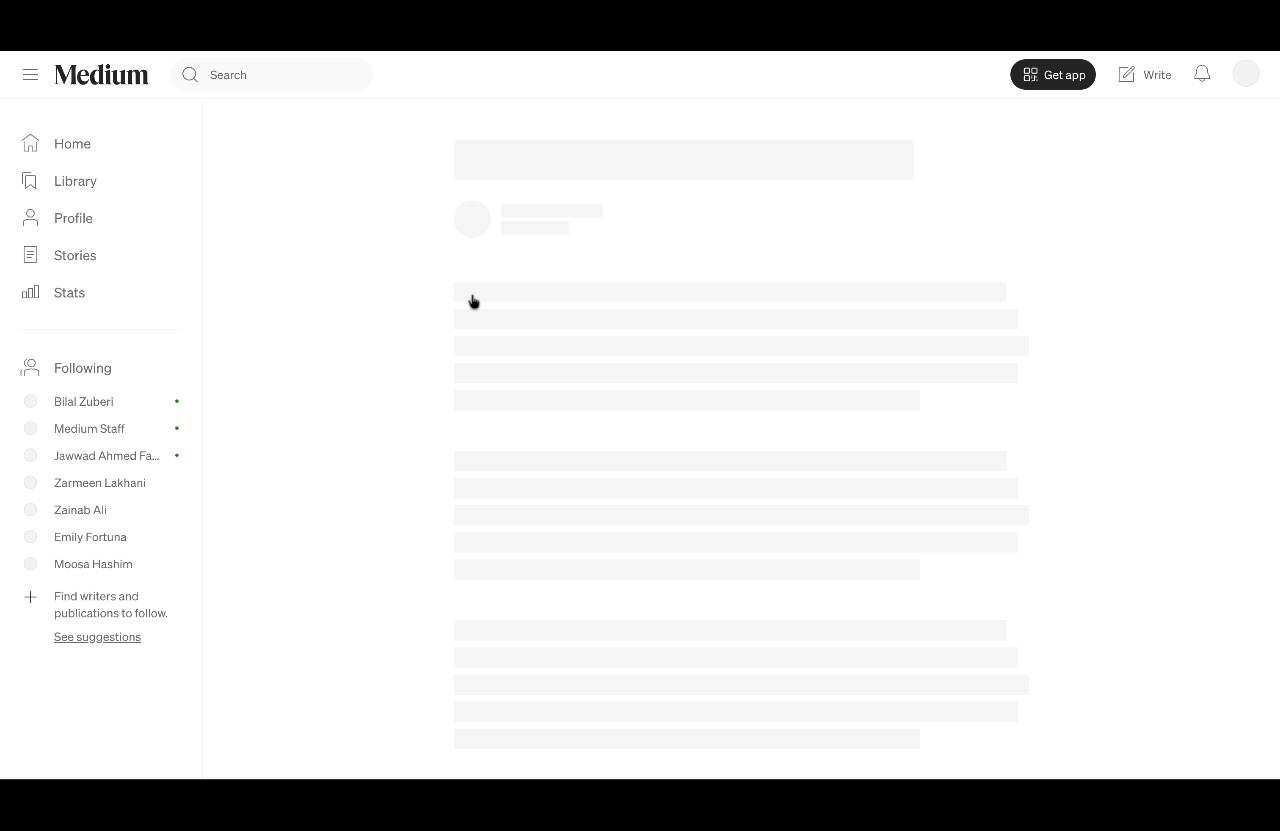 Medium
Search
Get app
Write
Home
Library
Profile
Stories
Stats
Following
Bilal Zuberi
Medium Staff
Jawwad Ahmed Fa...
Zarmeen Lakhani
Zainab Ali
Emily Fortuna
Moosa Hashim
Find writers and
publications to follow.
See suggestions